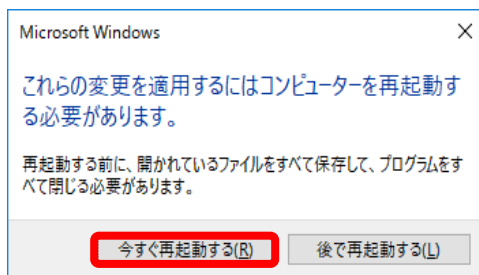 Microsoft Windows
これらの変更を適用するにはコンピューターを再起動す
る必要があります。
再起動する前に、開かれているファイルをすべて保存して、プログラムをす
べて閉じる必要があります。
今すぐ再起動する(R) 後で再起動する(L)